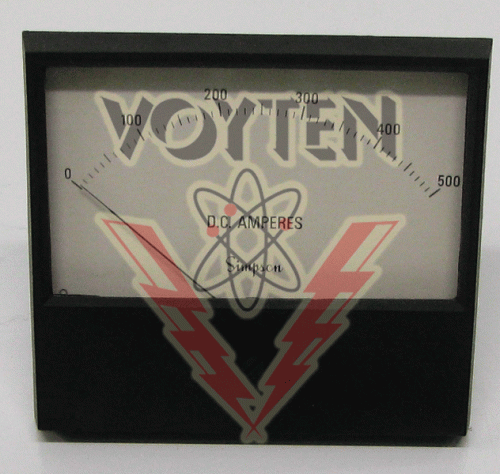 VOYTEN
0 100 200 300 400 500
D.C. AMPERES
Simpson